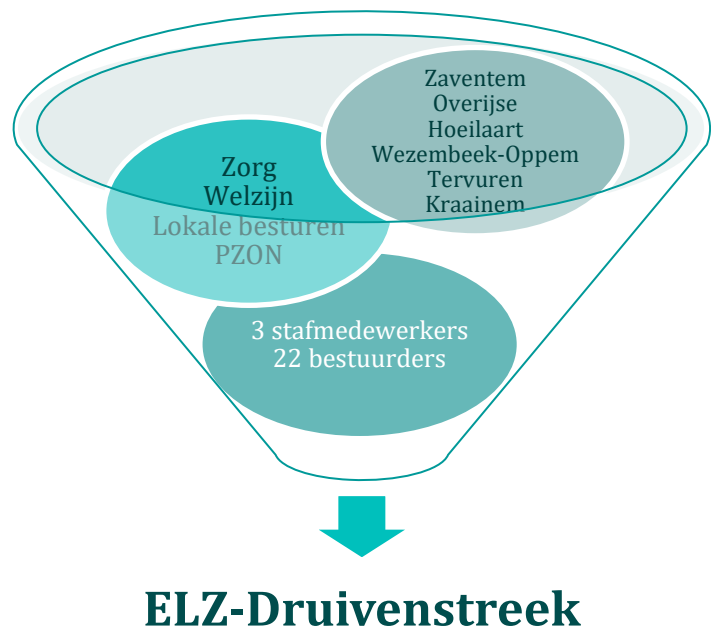 Zaventem
Overijse
Hoeilaart
Wezembeek-Oppem
Tervuren
Kraainem
Zorg
Welzijn
Lokale besturen
PZON
3 stafmedewerkers
22 bestuurders
ELZ-Druivenstreek